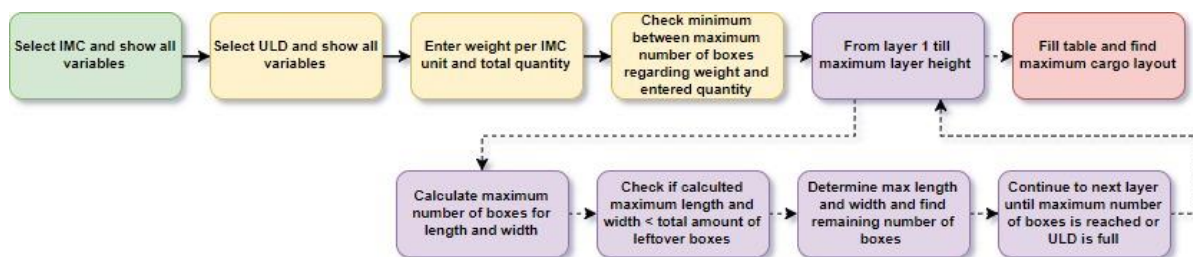 Select IMC and show all
variables
Select ULD and show all
variables
Enter weight per IMC
unit and total quantity
Check minimum
between maximum
number of boxes
regarding weight and
entered quantity
From layer 1 till
maximum layer height
Fill table and find
maximum cargo layout
Calculate maximum
number of boxes for
length and width
Check if calculted
maximum length and
width < total amount of
leftover boxes
Determine max length
and width and find
remaining number of
boxes
Continue to next layer
until maximum number
of boxes is reached or
ULD is full